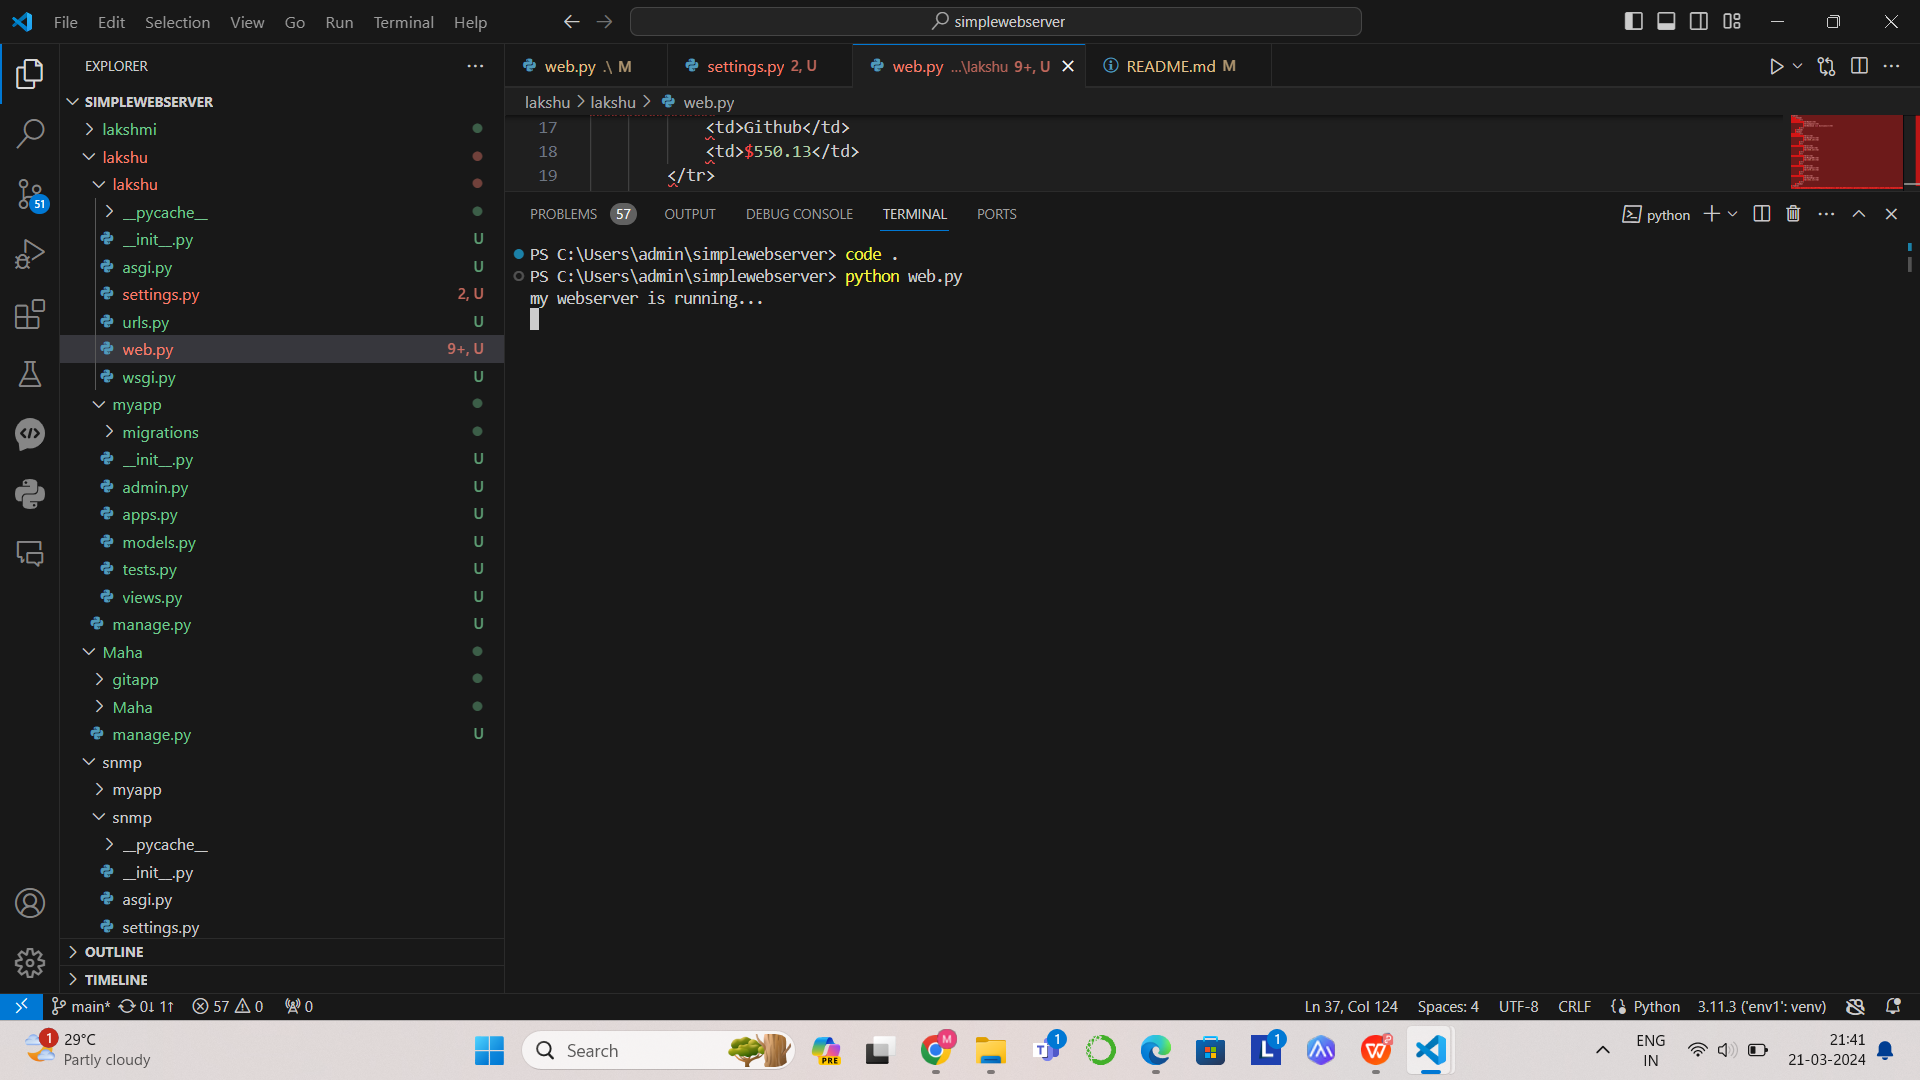 File Edit Selection View Go Run Terminal Help
simplewebserver
EXPLORER
SIMPLEWEBSERVER
lakshmi
lakshu
lakshu
__pycache__
__init__.py U
asgi.py U
settings.py 2, U
urls.py U
web.py 9+, U
wsgi.py U
myapp
migrations
__init__.py U
admin.py U
apps.py U
models.py U
tests.py U
views.py U
manage.py U
Maha
gitapp
Maha
manage.py U
snmp
myapp
snmp
__pycache__
__init__.py
asgi.py
settings.py
OUTLINE
TIMELINE
51
web.py .\ M
settings.py 2, U
web.py ...\lakshu 9+, U
README.md M
lakshu > lakshu > web.py
17 <td>Github</td>
18 <td>$550.13</td>
19 </tr>
PROBLEMS 57 OUTPUT DEBUG CONSOLE TERMINAL PORTS
python
PS C:\Users\admin\simplewebserver> code .
PS C:\Users\admin\simplewebserver> python web.py
my webserver is running...
main* 0↓ 1↑ 57 0 0
Ln 37, Col 124 Spaces: 4 UTF-8 CRLF Python 3.11.3 ('env1': venv)
1
29°C
Partly cloudy
Search
PRE
M
T 1
L 1
ENG
IN
21:41
21-03-2024